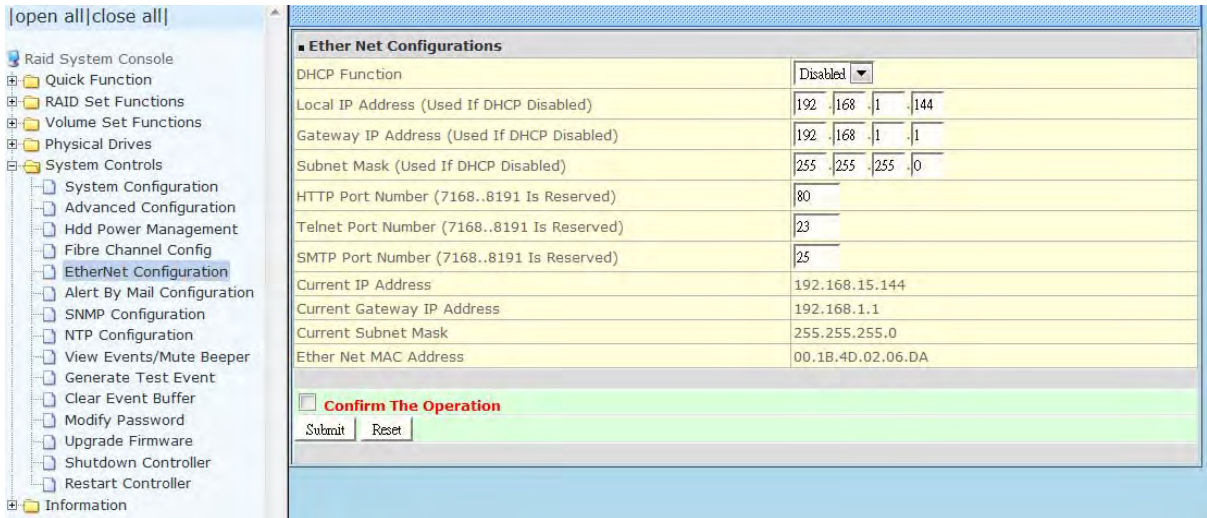 |open all|close all|
Raid System Console
Quick Function
RAID Set Functions
Volume Set Functions
Physical Drives
System Controls
System Configuration
Advanced Configuration
Hdd Power Management
Fibre Channel Config
EtherNet Configuration
Alert By Mail Configuration
SNMP Configuration
NTP Configuration
View Events/Mute Beeper
Generate Test Event
Clear Event Buffer
Modify Password
Upgrade Firmware
Shutdown Controller
Restart Controller
Information
Ether Net Configurations
DHCP Function Disabled
Local IP Address (Used If DHCP Disabled) 192 .168 .1 .144
Gateway IP Address (Used If DHCP Disabled) 192 .168 .1 .1
Subnet Mask (Used If DHCP Disabled) 255 .255 .255 .0
HTTP Port Number (7168..8191 Is Reserved) 80
Telnet Port Number (7168..8191 Is Reserved) 23
SMTP Port Number (7168..8191 Is Reserved) 25
Current IP Address 192.168.15.144
Current Gateway IP Address 192.168.1.1
Current Subnet Mask 255.255.255.0
Ether Net MAC Address 00.1B.4D.02.06.DA
Confirm The Operation
Submit Reset